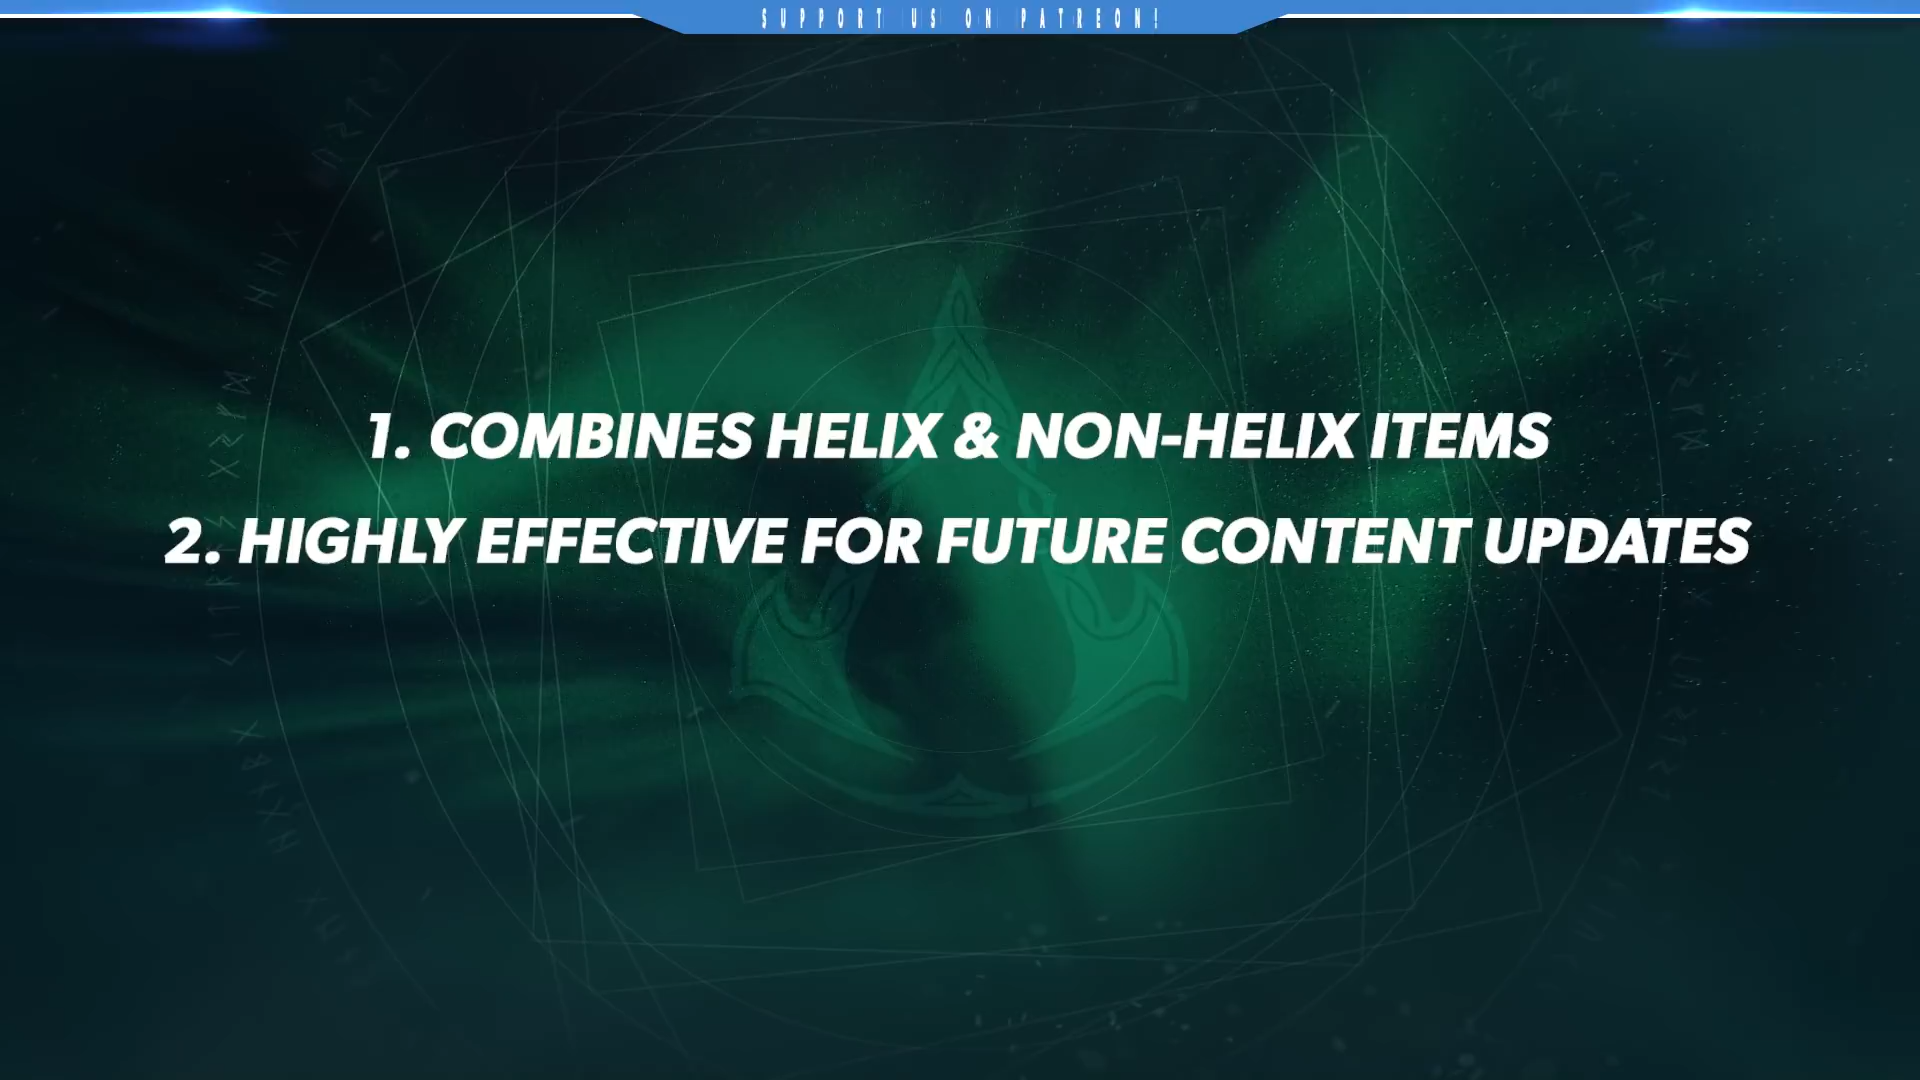 SUPPORT US ON PATREON!
1. COMBINES HELIX & NON-HELIX ITEMS
2. HIGHLY EFFECTIVE FOR FUTURE CONTENT UPDATES